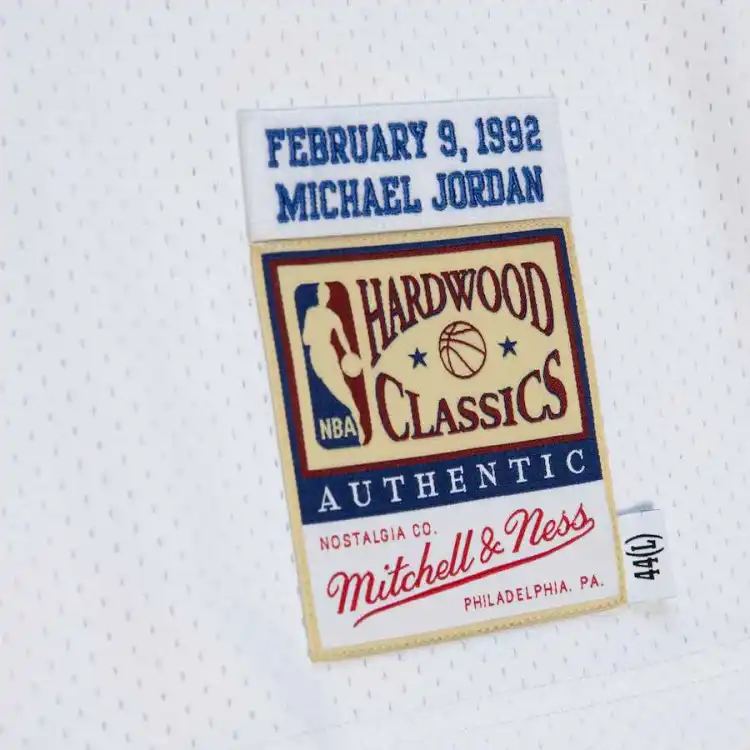 FEBRUARY 9, 1992
MICHAEL JORDAN
HARDWOOD
CLASSICS
NBA
AUTHENTIC
NOSTALGIA CO.
Mitchell & Ness
PHILADELPHIA, PA.
44(L)